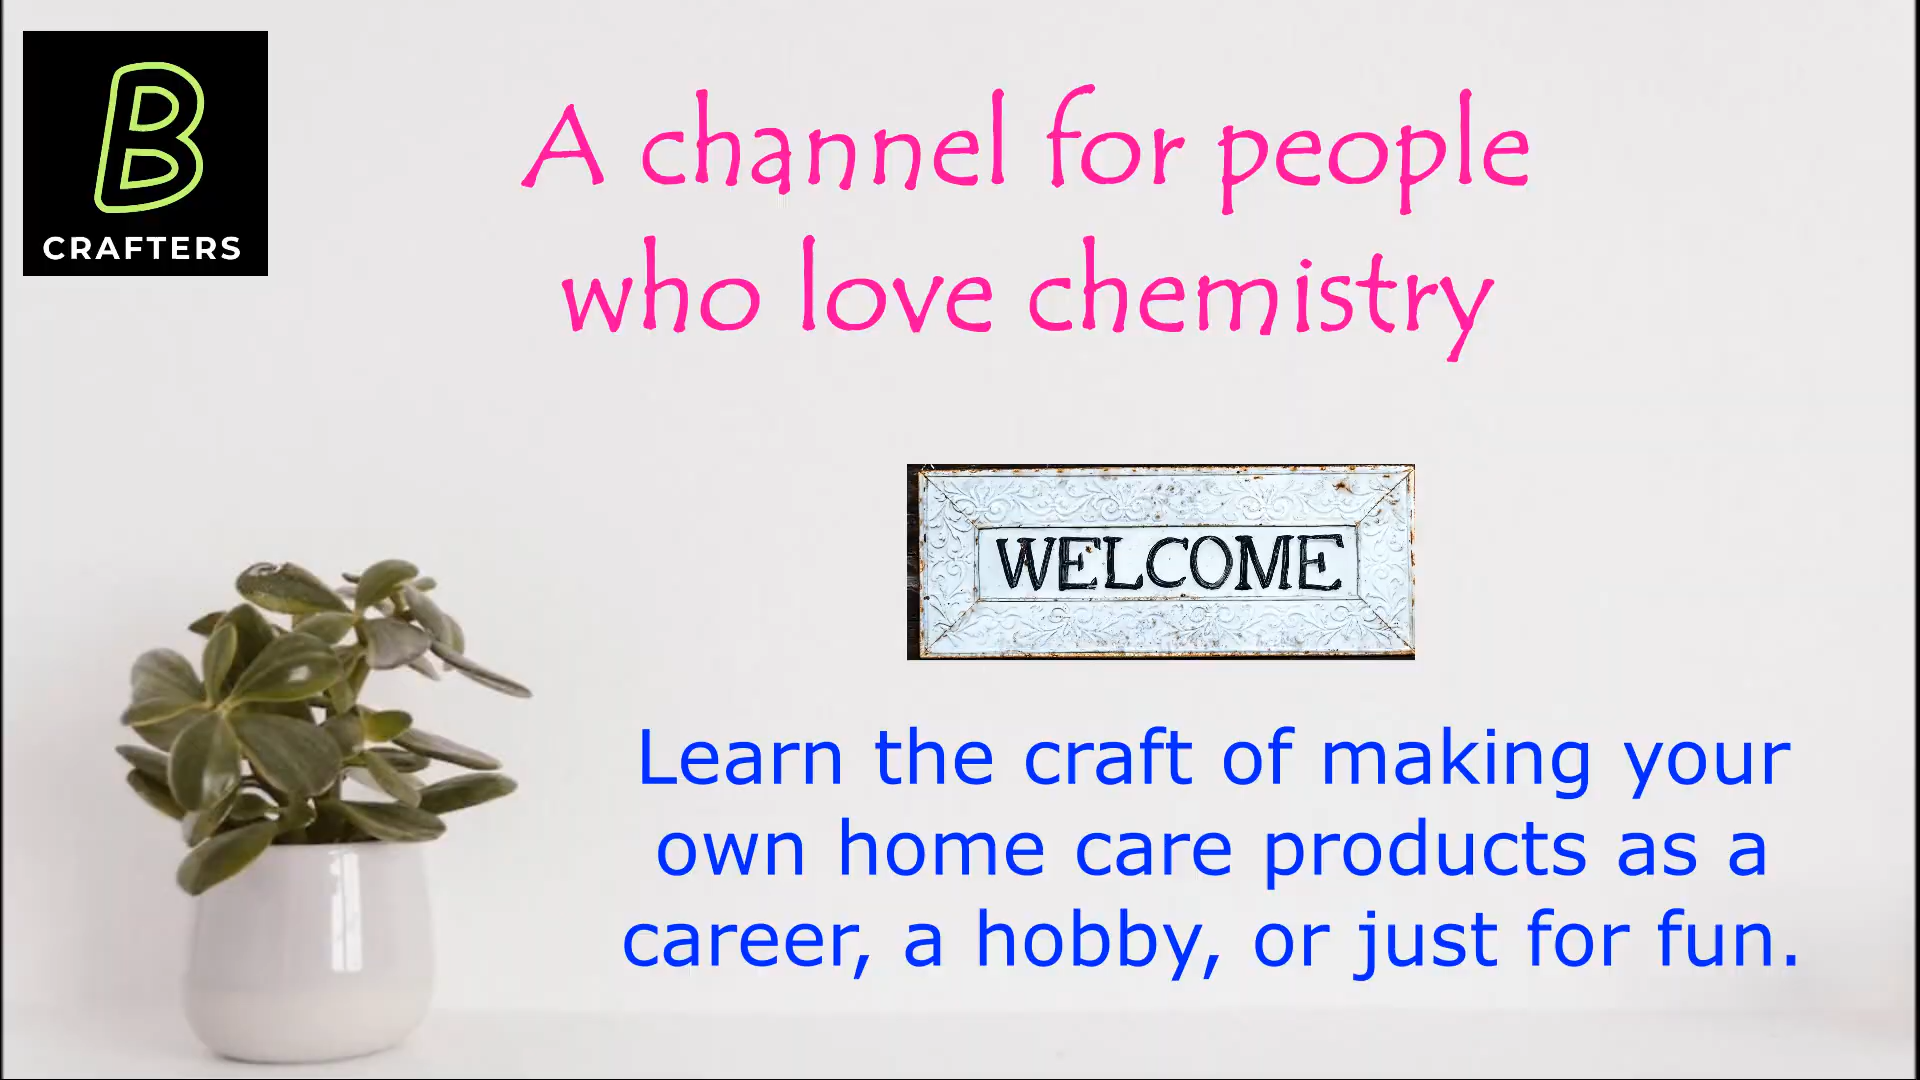 B
CRAFTERS
A channel for people
who love chemistry
WELCOME
Learn the craft of making your
own home care products as a
career, a hobby, or just for fun.